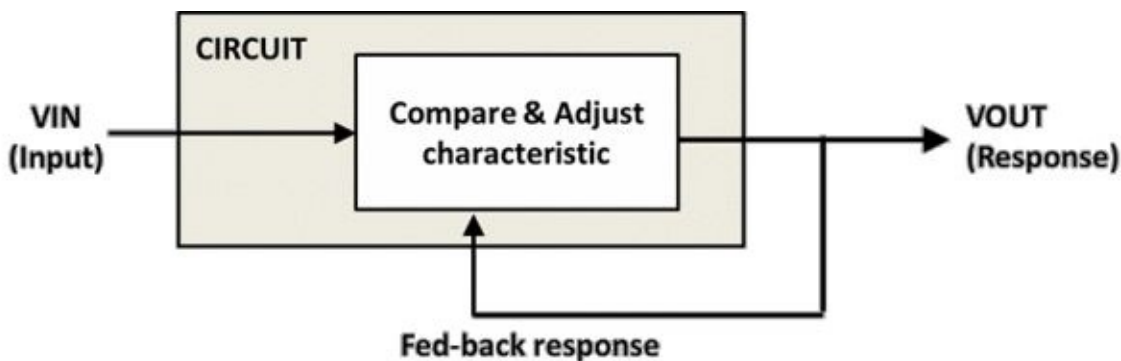 CIRCUIT
VIN
(Input)
Compare & Adjust
characteristic
VOUT
(Response)
Fed-back response